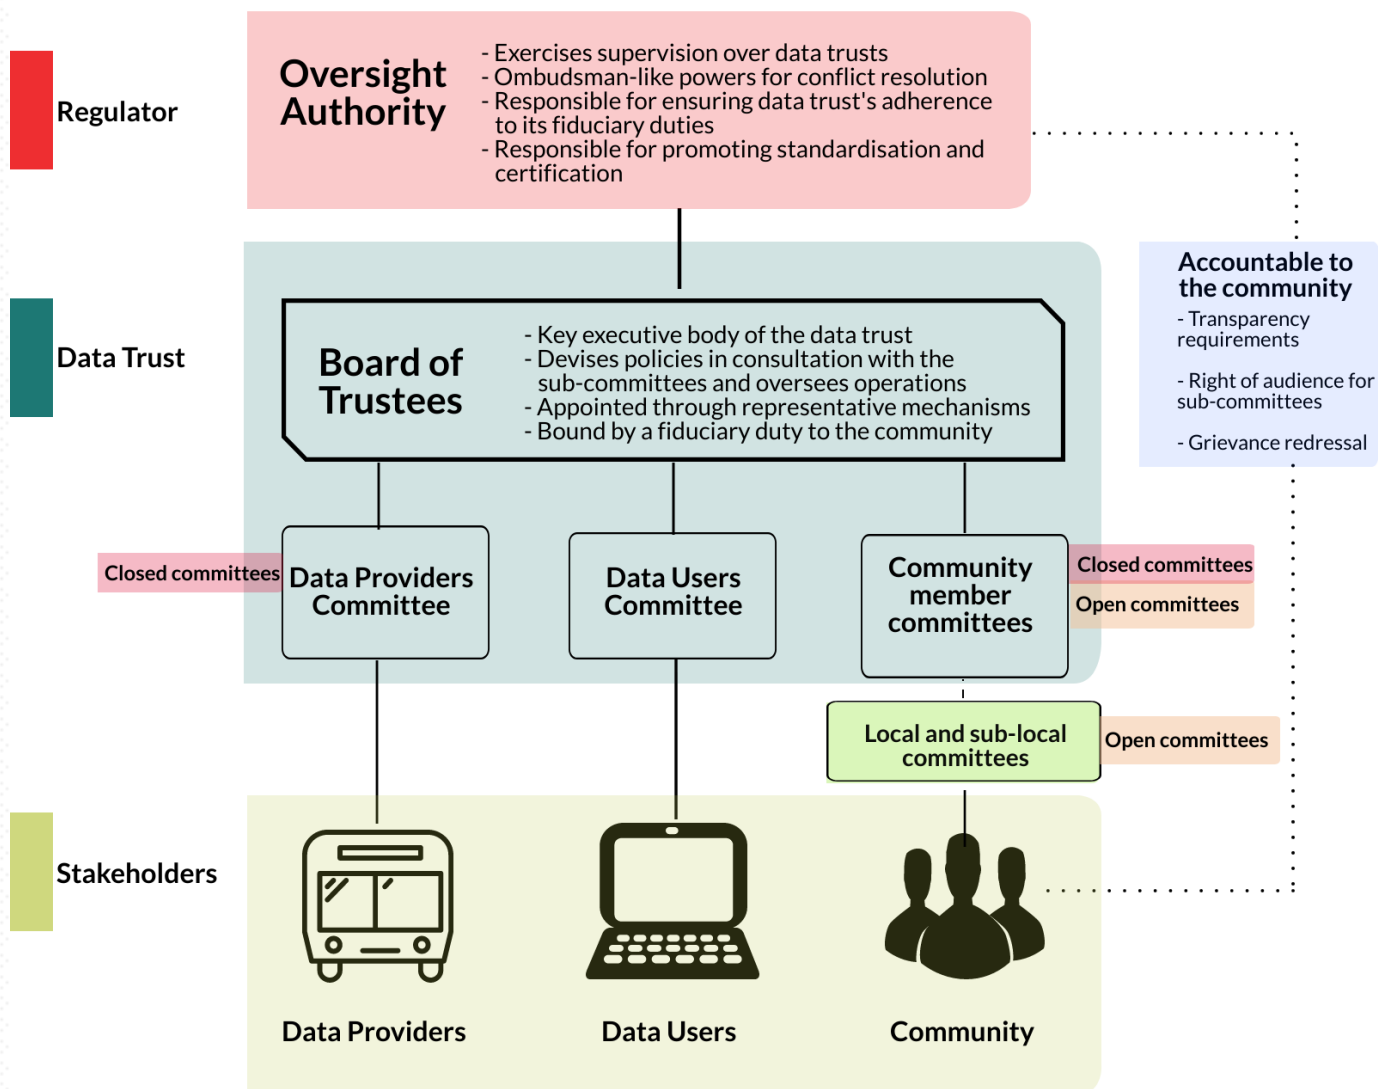 Regulator
Oversight
Authority
- Exercises supervision over data trusts
- Ombudsman-like powers for conflict resolution
- Responsible for ensuring data trust's adherence
to its fiduciary duties
- Responsible for promoting standardisation and
certification
Accountable to
the community
- Transparency
requirements
- Right of audience for
sub-committees
- Grievance redressal
Data Trust
Board of
Trustees
- Key executive body of the data trust
- Devises policies in consultation with the
sub-committees and oversees operations
- Appointed through representative mechanisms
- Bound by a fiduciary duty to the community
Closed committees
Data Providers
Committee
Data Users
Committee
Community
member
committees
Closed committees
Open committees
Local and sub-local
committees
Open committees
Stakeholders
Data Providers
Data Users
Community